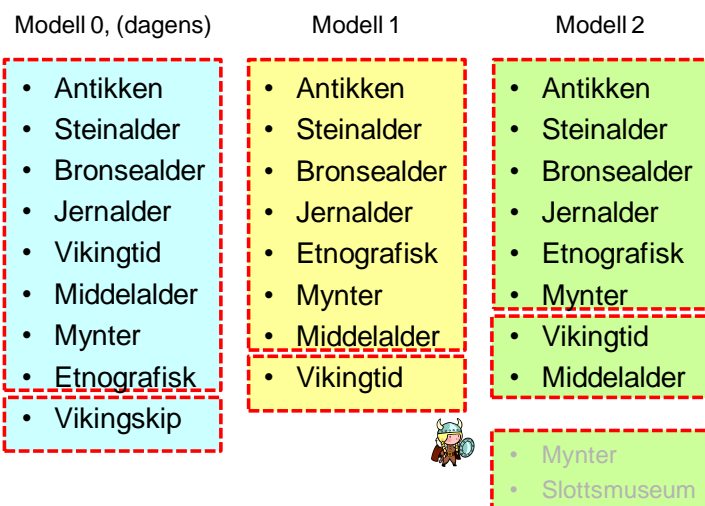 Modell 0, (dagens)
• Antikken
• Steinalder
• Bronsealder
• Jernalder
• Vikingtid
• Middelalder
• Mynter
• Etnografisk
• Vikingskip
Modell 1
• Antikken
• Steinalder
• Bronsealder
• Jernalder
• Etnografisk
• Mynter
• Middelalder
• Vikingtid
Modell 2
• Antikken
• Steinalder
• Bronsealder
• Jernalder
• Etnografisk
• Mynter
• Vikingtid
• Middelalder
• Mynter
• Slottsmuseum